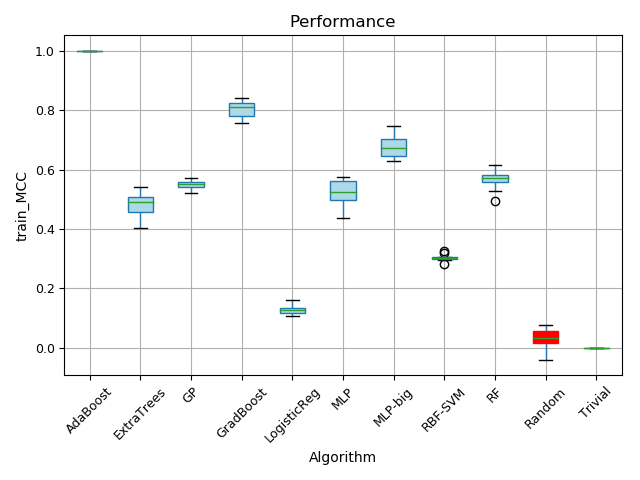 Performance
train_MCC
1.0
0.8
0.6
0.4
0.2
0.0
AdaBoost
ExtraTrees
GP
GradBoost
LogisticReg
MLP
MLP-big
RBF-SVM
RF
Random
Trivial
Algorithm